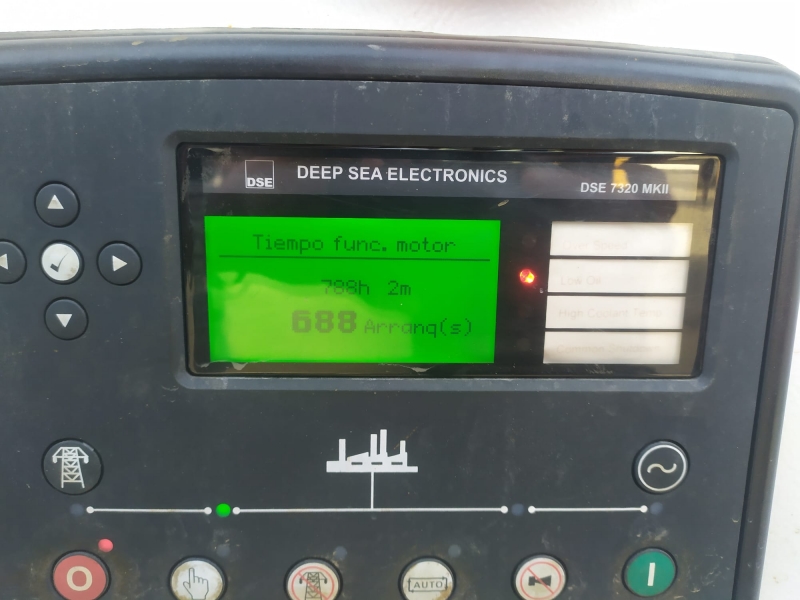 DSE
DEEP SEA ELECTRONICS
DSE 7320 MKII
Tiempo func. motor
788h 2m
688 Arranq(s)
Low Oil
High Coolant Temp
O
AUTO
I